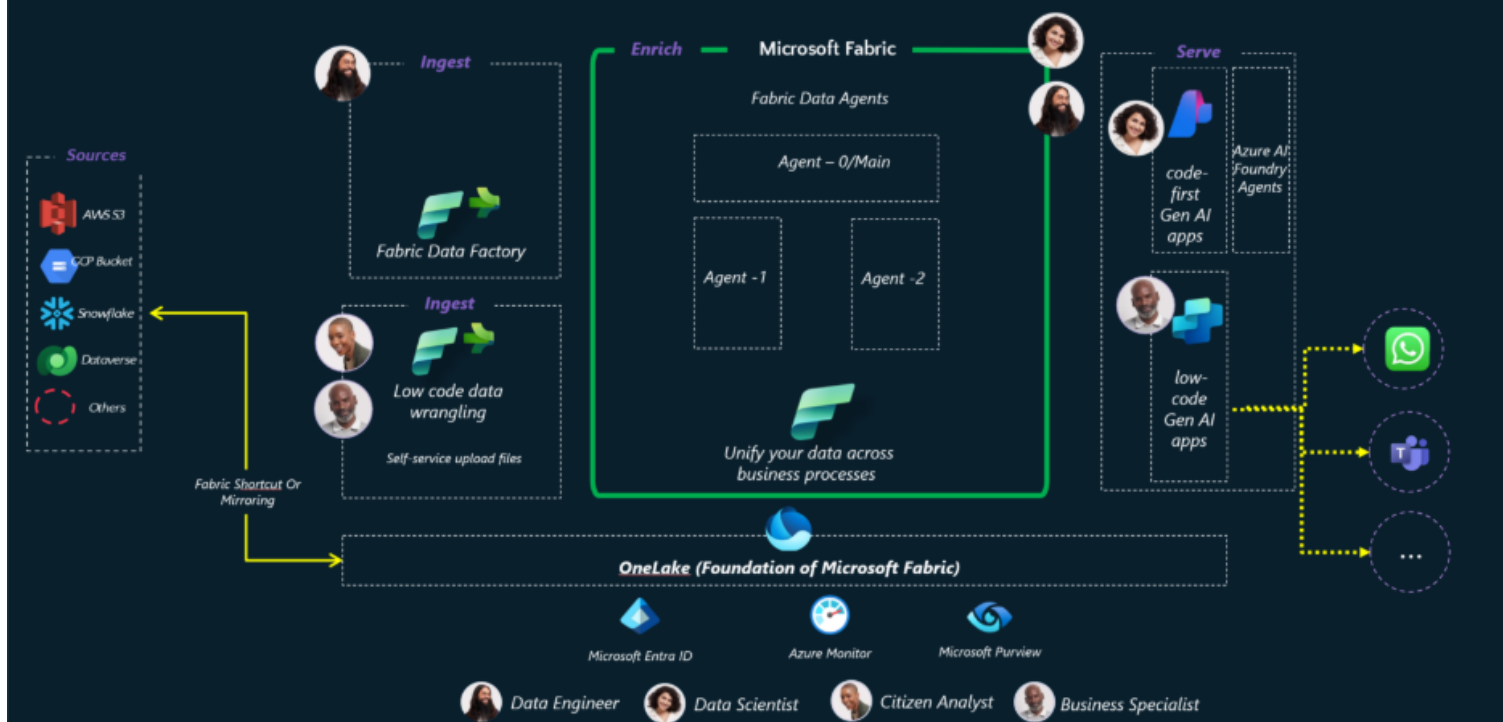 Sources
AWS S3
GCP Bucket
Snowflake
Dataverse
Others
Fabric Shortcut Or
Mirroring
Ingest
Fabric Data Factory
Ingest
Low code data
wrangling
Self-service upload files
Enrich
Microsoft Fabric
Fabric Data Agents
Agent – 0/Main
Agent -1
Agent -2
Unify your data across
business processes
Serve
code-
first
Gen AI
apps
Azure AI
Foundry
Agents
low-
code
Gen AI
apps
T
...
OneLake (Foundation of Microsoft Fabric)
Microsoft Entra ID
Azure Monitor
Microsoft Purview
Data Engineer
Data Scientist
Citizen Analyst
Business Specialist